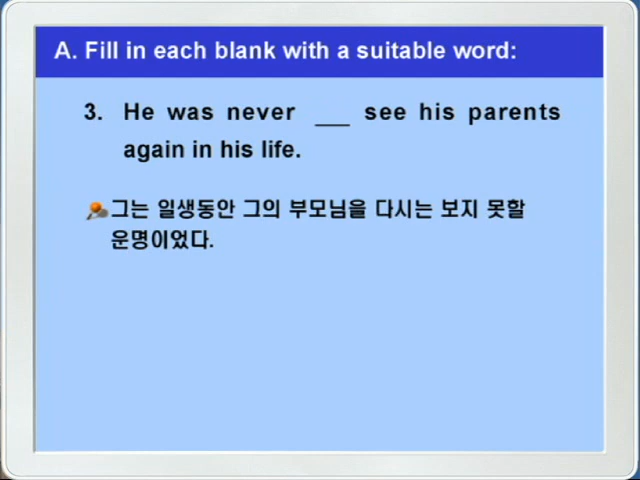 A. Fill in each blank with a suitable word:
3. He was never ___ see his parents
again in his life.
그는 일생동안 그의 부모님을 다시는 보지 못할
운명이었다.